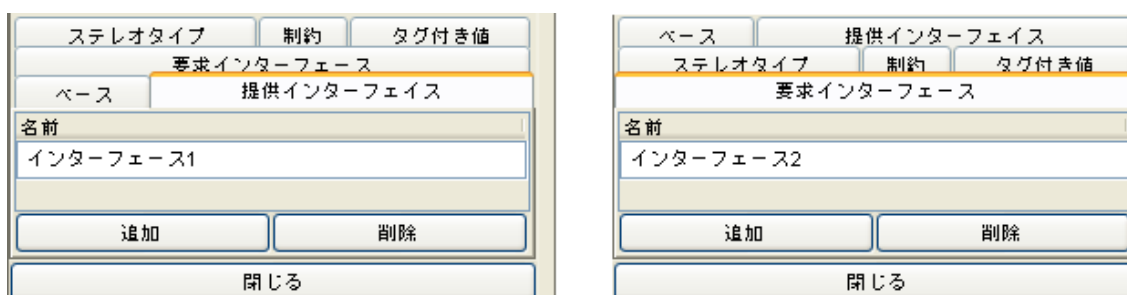 ステレオタイプ 制約 タグ付き値
要求インターフェース
ベース 提供インターフェイス
名前
インターフェース1
追加 削除
閉じる
ベース 提供インターフェイス
ステレオタイプ 制約 タグ付き値
要求インターフェース
名前
インターフェース2
追加 削除
閉じる